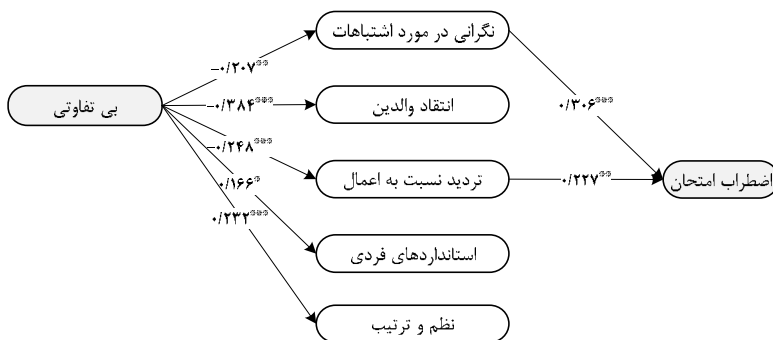 نگرانی در مورد اشتباهات
-۰/۲۰۷**
بی تفاوتی
-۰/۳۸۴***
انتقاد والدین
۰/۳۰۶***
-۰/۲۴۸***
تردید نسبت به اعمال
۰/۲۲۷**
اضطراب امتحان
۰/۱۶۶*
۰/۲۳۲***
استانداردهای فردی
نظم و ترتیب